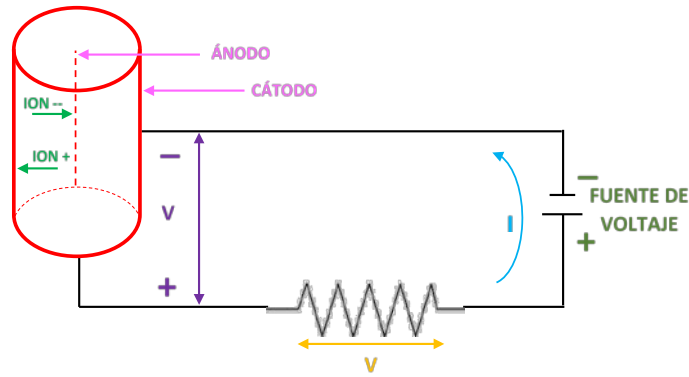 ÁNODO
CÁTODO
ION --
ION +
−
V
+
I
−
FUENTE DE
VOLTAJE
+
V